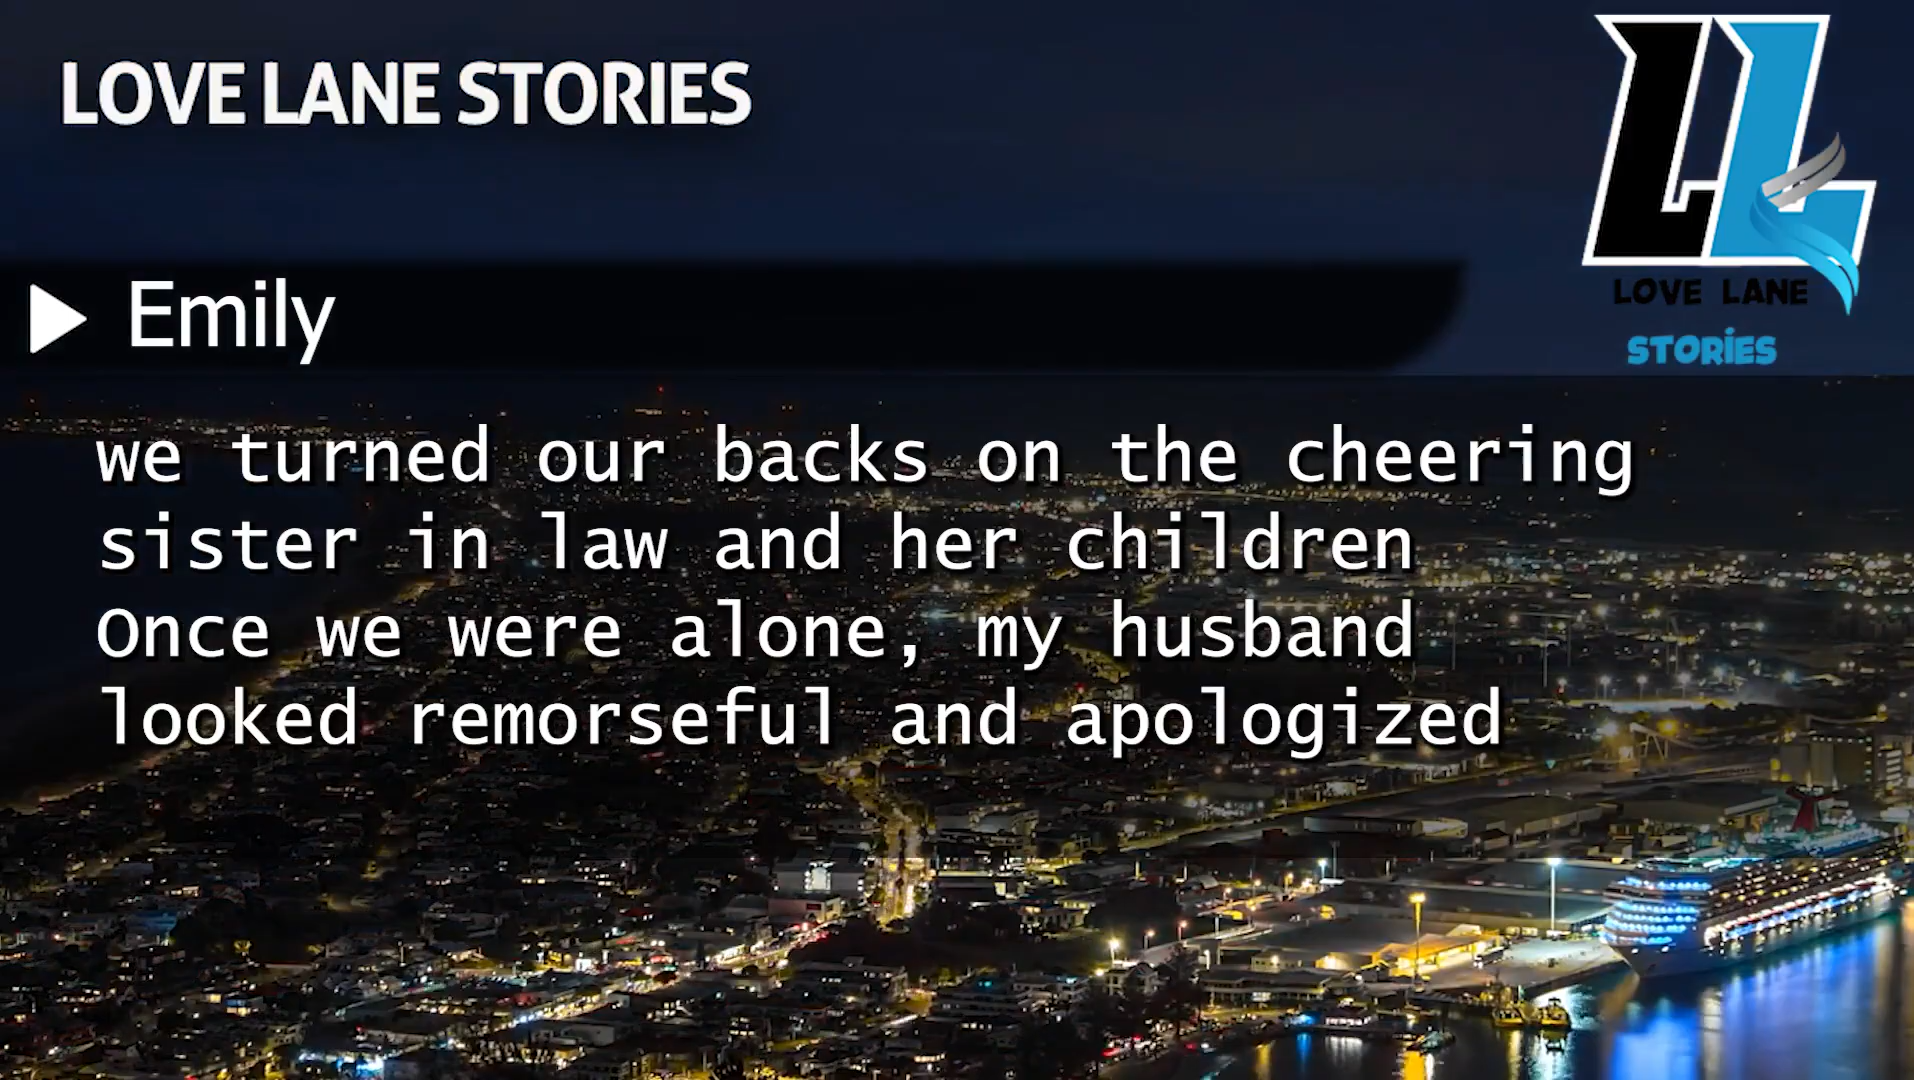 LOVE LANE STORIES
LL
LOVE LANE
STORIES
Emily
we turned our backs on the cheering
sister in law and her children
Once we were alone, my husband
looked remorseful and apologized